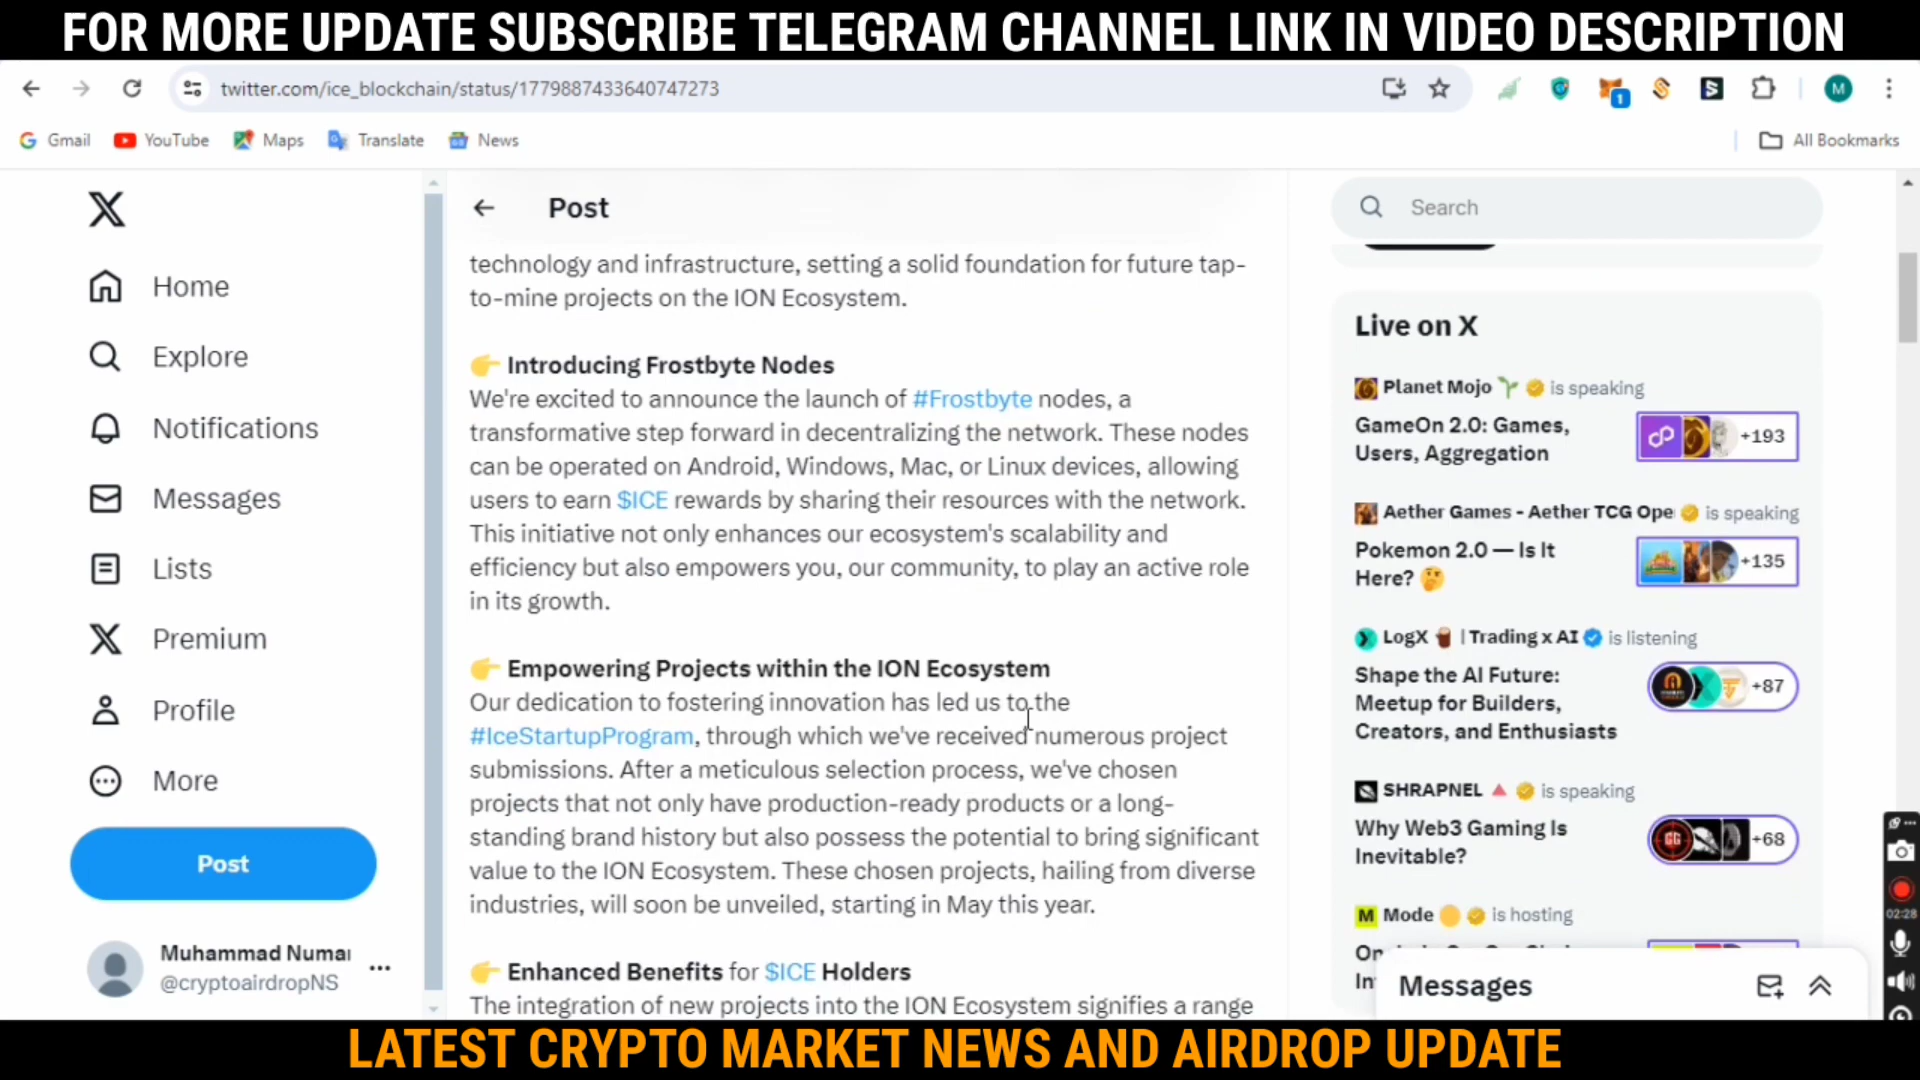 FOR MORE UPDATE SUBSCRIBE TELEGRAM CHANNEL LINK IN VIDEO DESCRIPTION
twitter.com/ice_blockchain/status/1779887433640747273
1
M
Gmail
YouTube
Maps
Translate
News
All Bookmarks
Home
Explore
Notifications
Messages
Lists
Premium
Profile
More
Post
Muhammad Numai
@cryptoairdropNS
Post
technology and infrastructure, setting a solid foundation for future tap-
to-mine projects on the ION Ecosystem.
👉 Introducing Frostbyte Nodes
We're excited to announce the launch of #Frostbyte nodes, a
transformative step forward in decentralizing the network. These nodes
can be operated on Android, Windows, Mac, or Linux devices, allowing
users to earn $ICE rewards by sharing their resources with the network.
This initiative not only enhances our ecosystem's scalability and
efficiency but also empowers you, our community, to play an active role
in its growth.
👉 Empowering Projects within the ION Ecosystem
Our dedication to fostering innovation has led us to the
#IceStartupProgram, through which we've received numerous project
submissions. After a meticulous selection process, we've chosen
projects that not only have production-ready products or a long-
standing brand history but also possess the potential to bring significant
value to the ION Ecosystem. These chosen projects, hailing from diverse
industries, will soon be unveiled, starting in May this year.
👉 Enhanced Benefits for $ICE Holders
The integration of new projects into the ION Ecosystem signifies a range
Search
Live on X
Planet Mojo 🌱 is speaking
GameOn 2.0: Games,
Users, Aggregation
+193
Aether Games - Aether TCG Ope is speaking
Pokemon 2.0 — Is It
Here? 🤔
+135
LogX | Trading x AI is listening
Shape the AI Future:
Meetup for Builders,
Creators, and Enthusiasts
+87
SHRAPNEL 🔺 is speaking
Why Web3 Gaming Is
Inevitable?
+68
Mode 🟡 is hosting
Messages
02:28
LATEST CRYPTO MARKET NEWS AND AIRDROP UPDATE